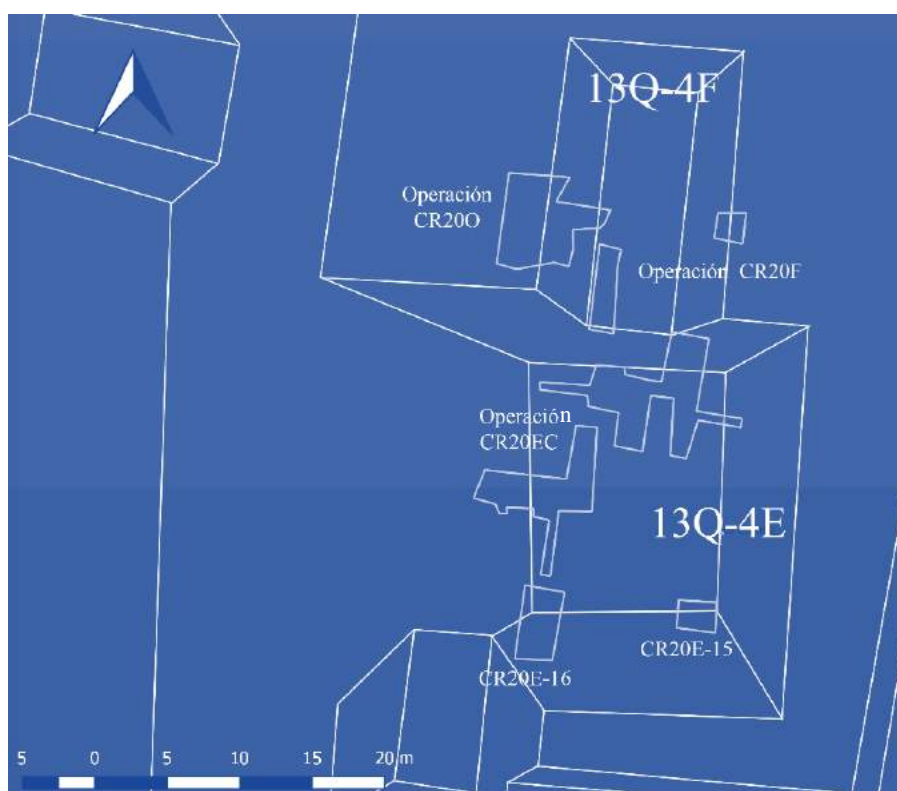 13Q-4F
Operación
CR20O
Operación CR20F
Operación
CR20EC
13Q-4E
CR20E-15
CR20E-16
5 0 5 10 15 20 m